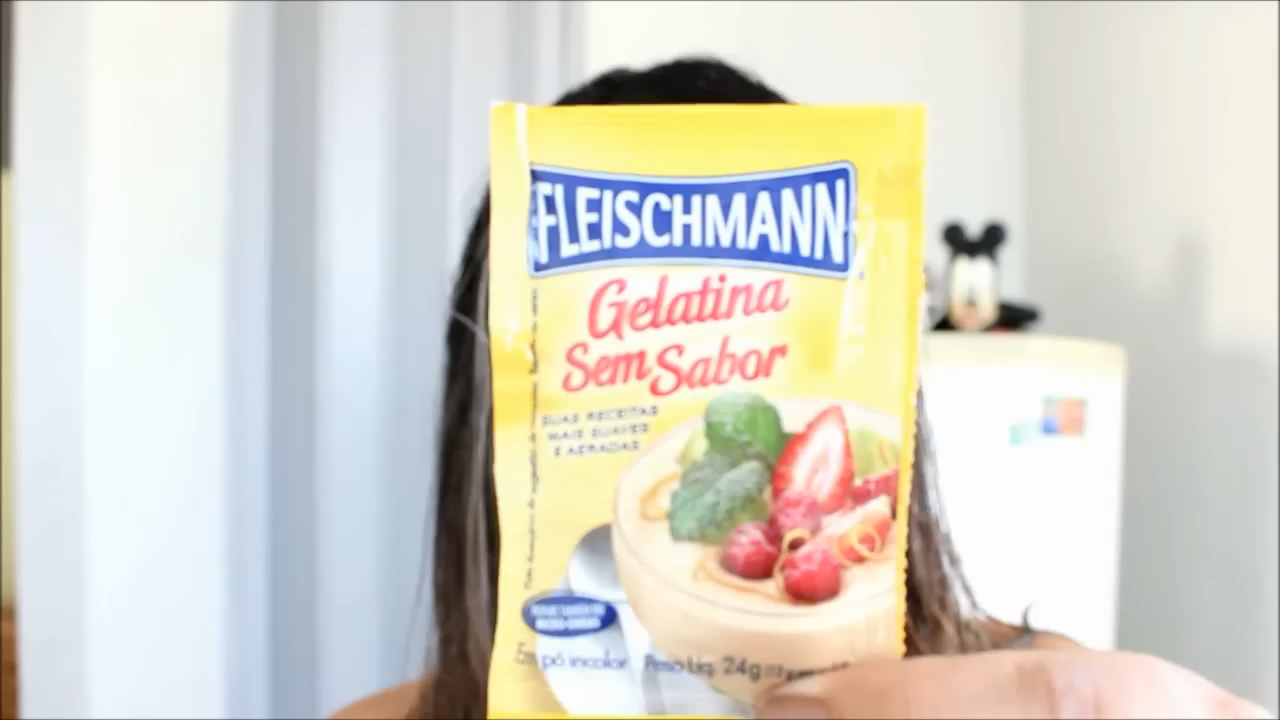 FLEISCHMANN
Gelatina
Sem Sabor
SUAS RECEITAS
MAIS SUAVES
E AERADAS
Em pó incolor Peso Líq. 24g